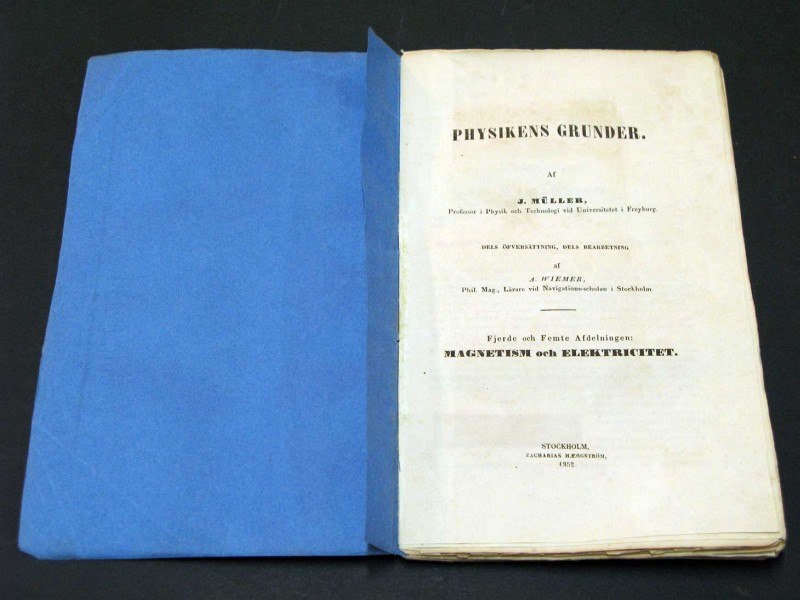 PHYSIKENS GRUNDER.
Af
J. MÜLLER,
Professor i Physik och Technologi vid Universitetet i Freyburg.
DELS ÖFVERSÄTTNING, DELS BEARBETNING
af
A. WIEMER,
Phil. Mag., Lärare vid Navigations-scholan i Stockholm.
Fjerde och Femte Afdelningen:
MAGNETISM och ELEKTRICITET.
STOCKHOLM,
ZACHARIAS HÆGGSTRÖM,
1852.